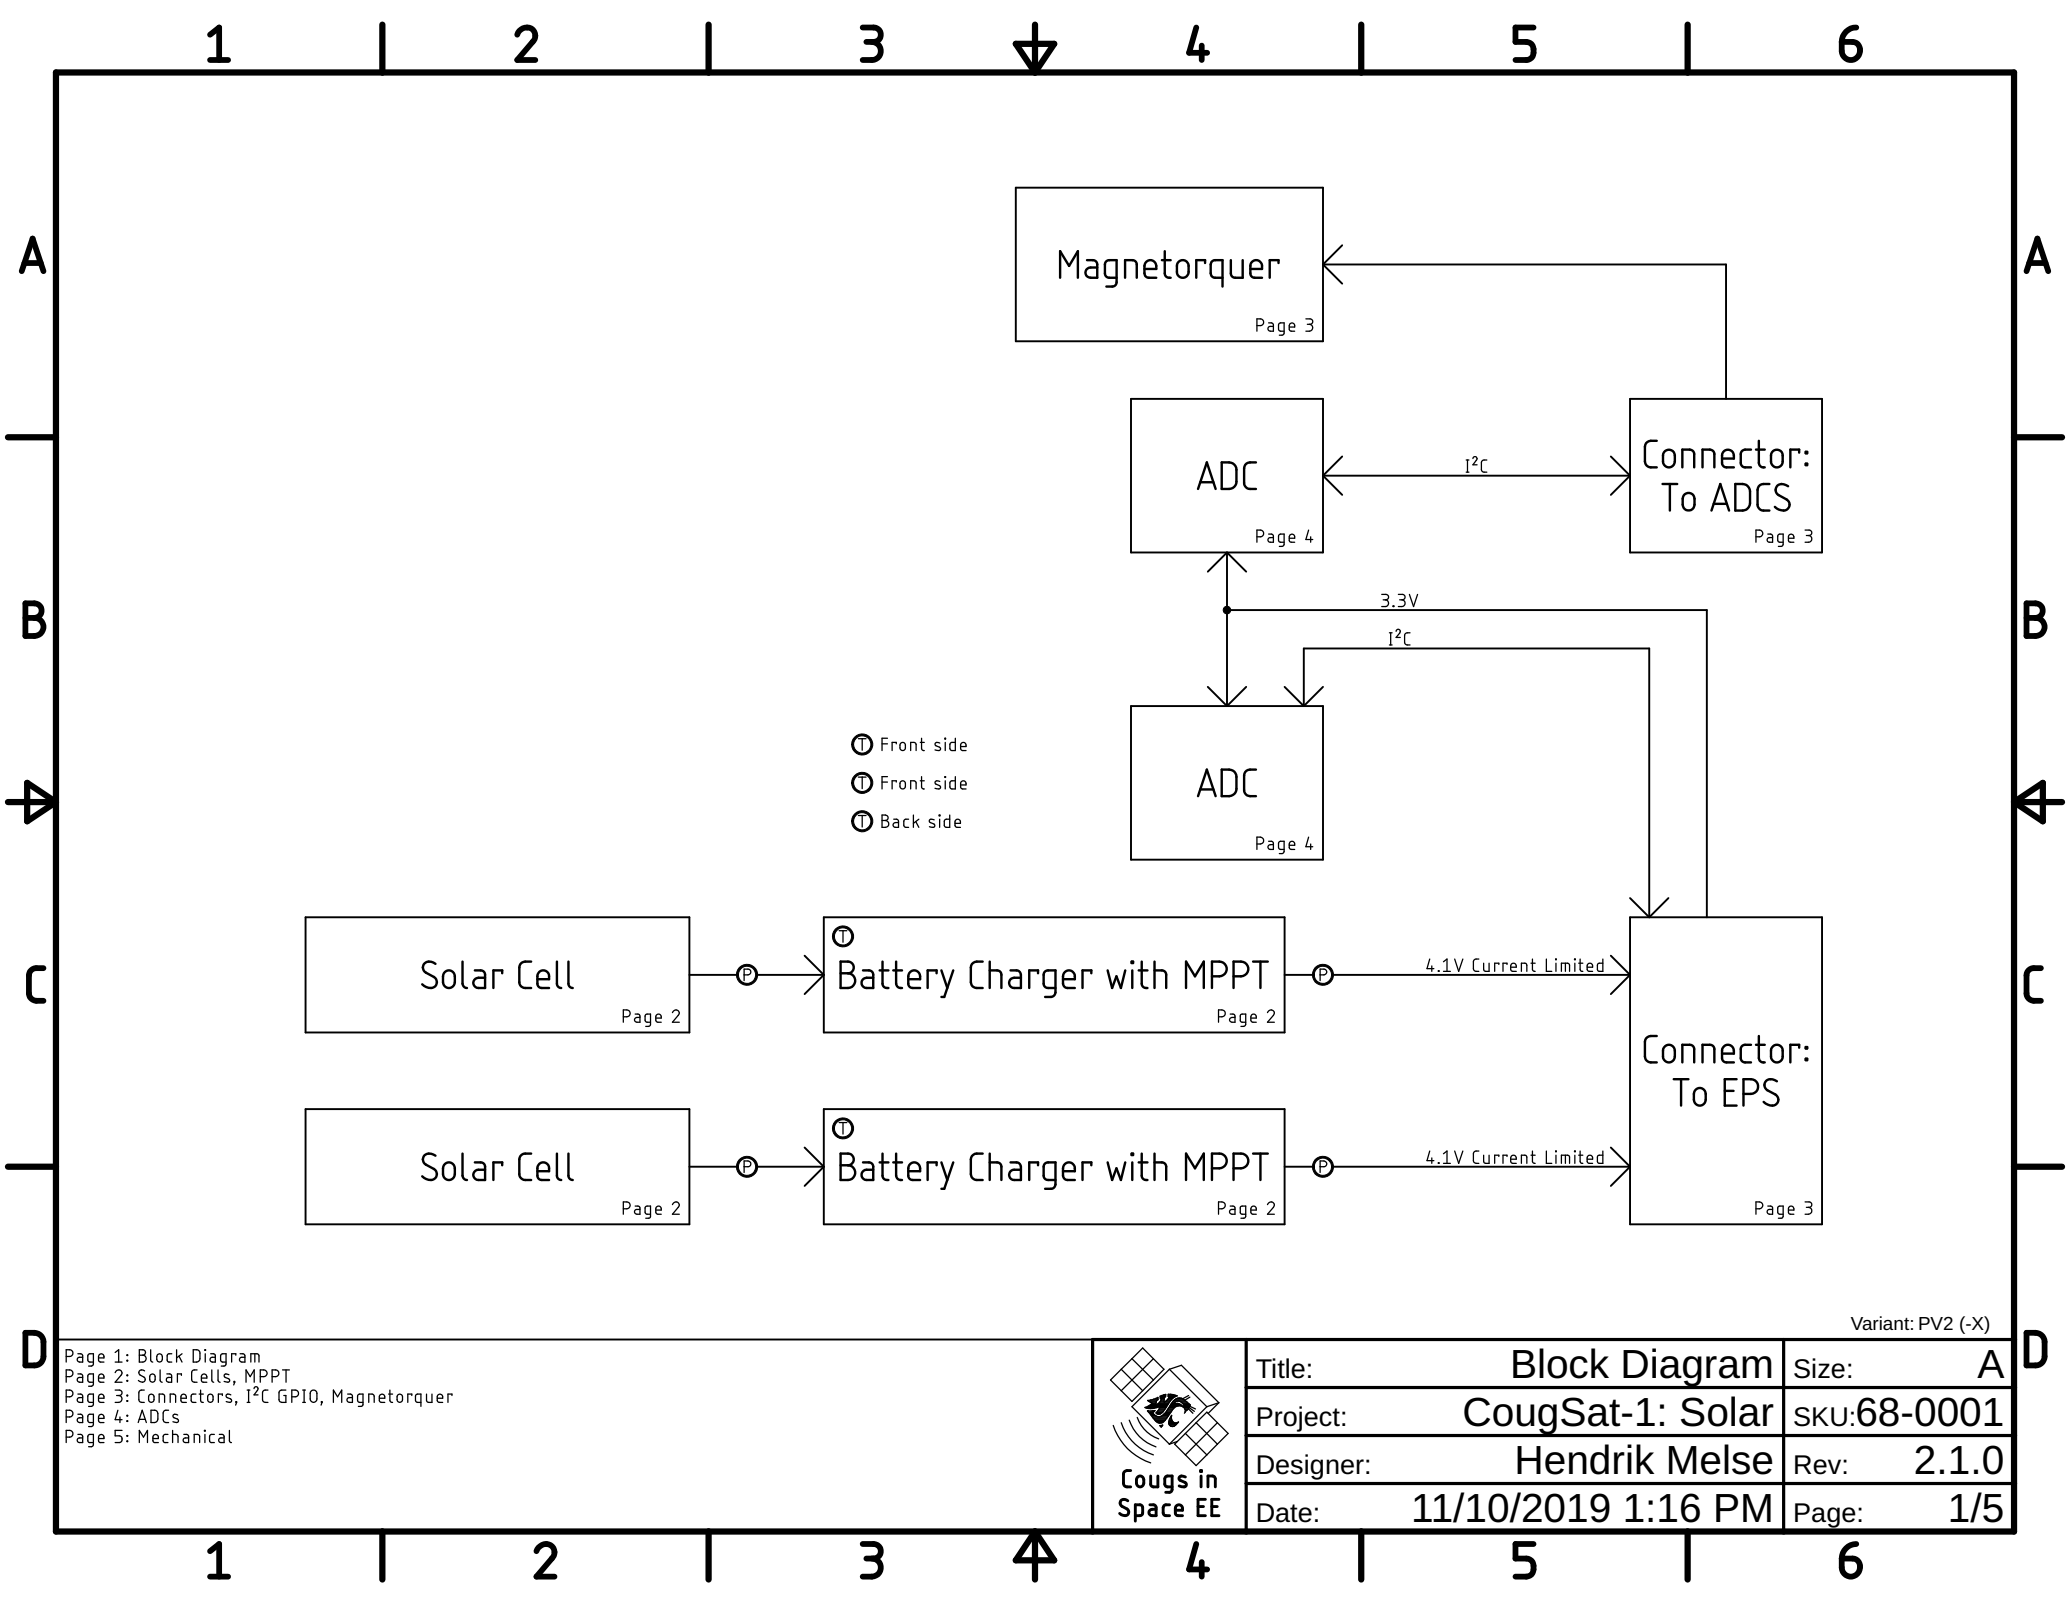 1 2 3 4 5 6
A A
Magnetorquer
Page 3
ADC
Page 4
I²C
Connector:
To ADCS
Page 3
B B
3.3V
I²C
T Front side
T Front side
T Back side
ADC
Page 4
C C
Solar Cell
Page 2
P
T
Battery Charger with MPPT
Page 2
P
4.1V Current Limited
Connector:
To EPS
Page 3
Solar Cell
Page 2
P
T
Battery Charger with MPPT
Page 2
P
4.1V Current Limited
Variant: PV2 (-X)
D D
Page 1: Block Diagram
Page 2: Solar Cells, MPPT
Page 3: Connectors, I²C GPIO, Magnetorquer
Page 4: ADCs
Page 5: Mechanical
Cougs in
Space EE
Title: Block Diagram Size: A
Project: CougSat-1: Solar SKU:68-0001
Designer: Hendrik Melse Rev: 2.1.0
Date: 11/10/2019 1:16 PM Page: 1/5
1 2 3 4 5 6